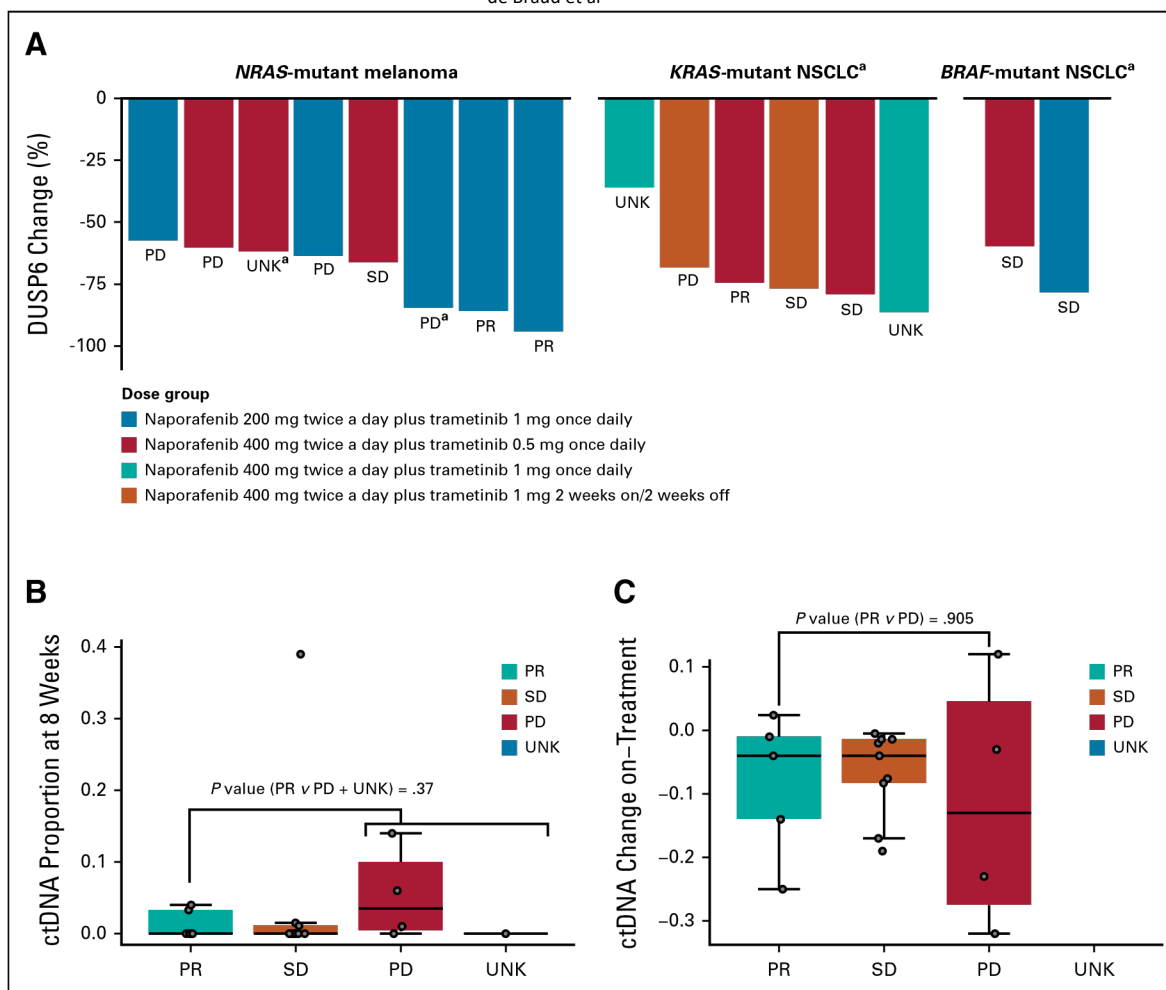 de Braud et al
A
NRAS-mutant melanoma
KRAS-mutant NSCLCa
BRAF-mutant NSCLCa
DUSP6 Change (%)
0
-25
-50
-75
-100
PD
PD
UNKa
PD
SD
PDa
PR
PR
UNK
PD
PR
SD
SD
UNK
SD
SD
Dose group
Naporafenib 200 mg twice a day plus trametinib 1 mg once daily
Naporafenib 400 mg twice a day plus trametinib 0.5 mg once daily
Naporafenib 400 mg twice a day plus trametinib 1 mg once daily
Naporafenib 400 mg twice a day plus trametinib 1 mg 2 weeks on/2 weeks off
B
ctDNA Proportion at 8 Weeks
0.4
0.3
0.2
0.1
0.0
P value (PR v PD + UNK) = .37
PR
SD
PD
UNK
PR
SD
PD
UNK
C
ctDNA Change on–Treatment
P value (PR v PD) = .905
0.1
0.0
–0.1
–0.2
–0.3
PR
SD
PD
UNK
PR
SD
PD
UNK